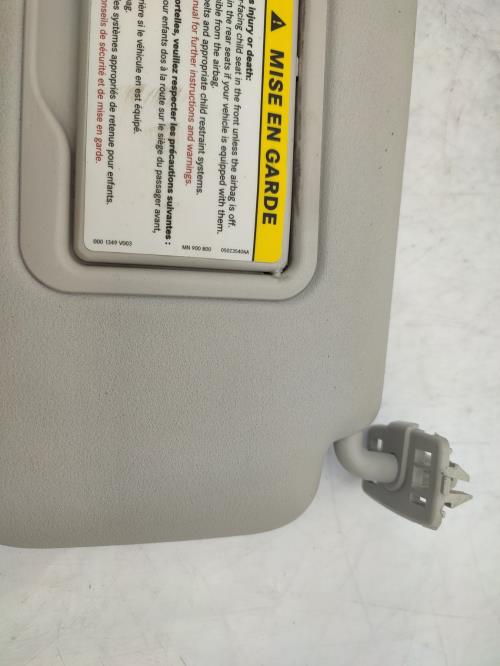 ⚠ MISE EN GARDE
s injury or death:
-facing child seat in the front unless the airbag is off.
in the rear seats if your vehicle is equipped with them.
ible from the airbag.
belts and appropriate child restraint systems.
nual for further instructions and warnings.
ortelles, veuillez respecter les précautions suivantes :
our enfants dos à la route sur le siège du passager avant,
rière si le véhicule en est équipé.
ag.
es systèmes appropriés de retenue pour enfants.
onseils de sécurité et de mise en garde.
000 1349 V003 MN 900 800 05023540AA